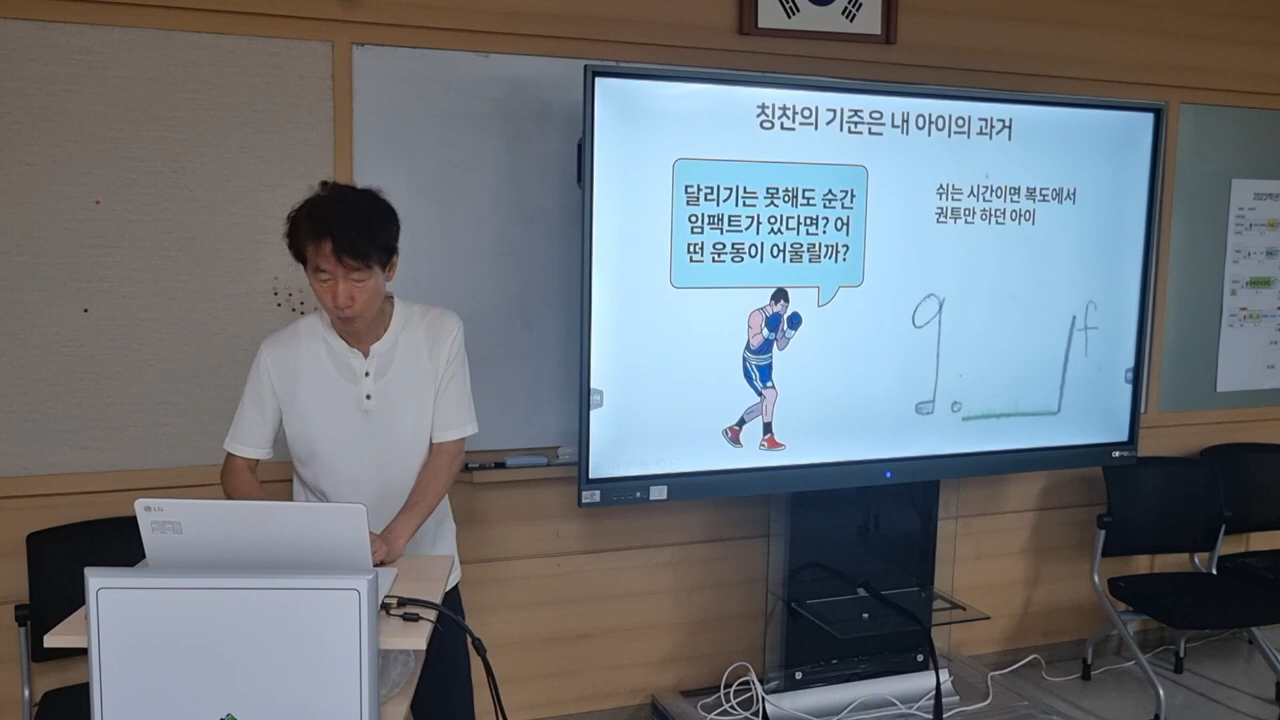 칭찬의 기준은 내 아이의 과거
달리기는 못해도 순간
임팩트가 있다면? 어
떤 운동이 어울릴까?
쉬는 시간이면 복도에서
권투만 하던 아이
f
LG